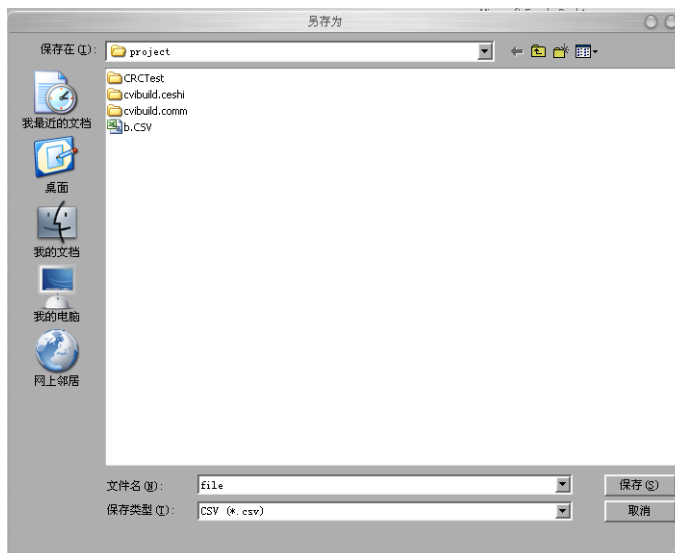 另存为
保存在(I):
project
CRCTest
cvibuild.ceshi
cvibuild.comm
b.CSV
我最近的文档
桌面
我的文档
我的电脑
网上邻居
文件名(N):
file
保存(S)
保存类型(T):
CSV (*.csv)
取消